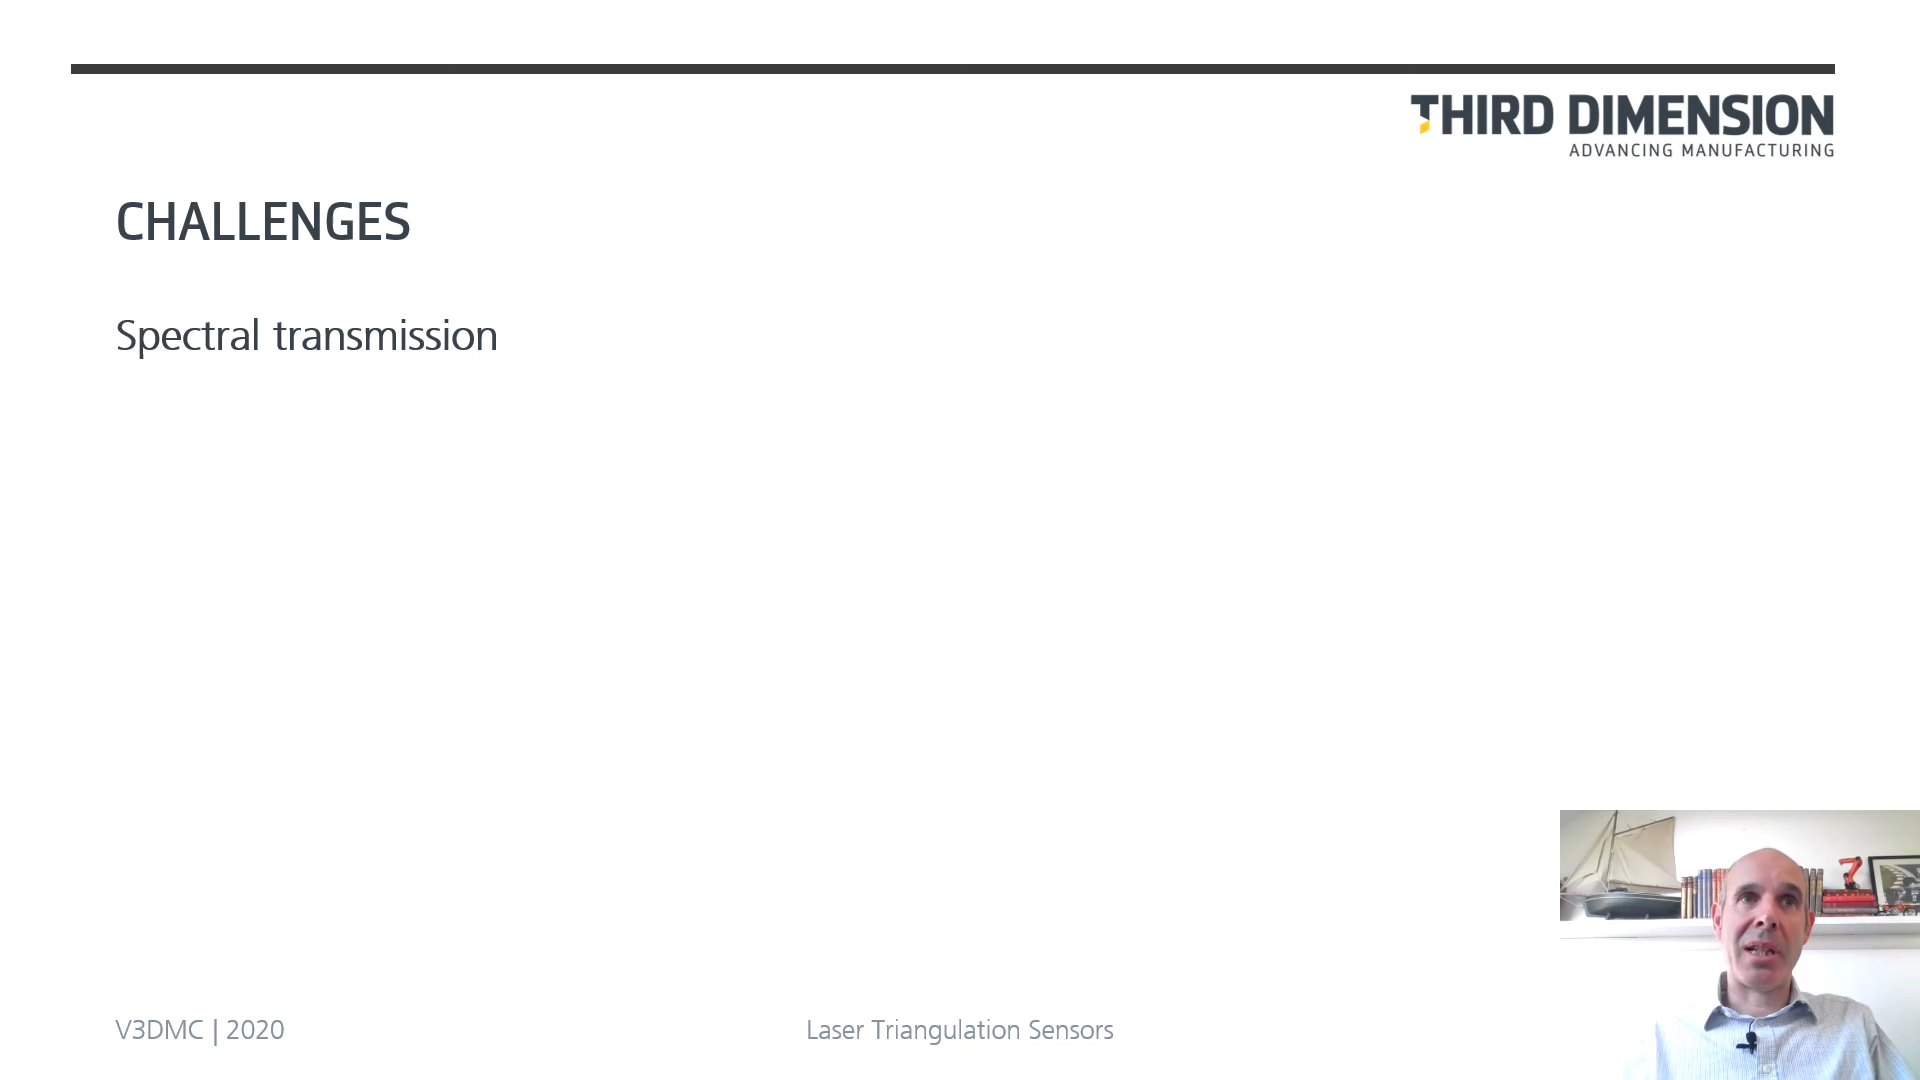 THIRD DIMENSION
ADVANCING MANUFACTURING
CHALLENGES
Spectral transmission
V3DMC | 2020
Laser Triangulation Sensors